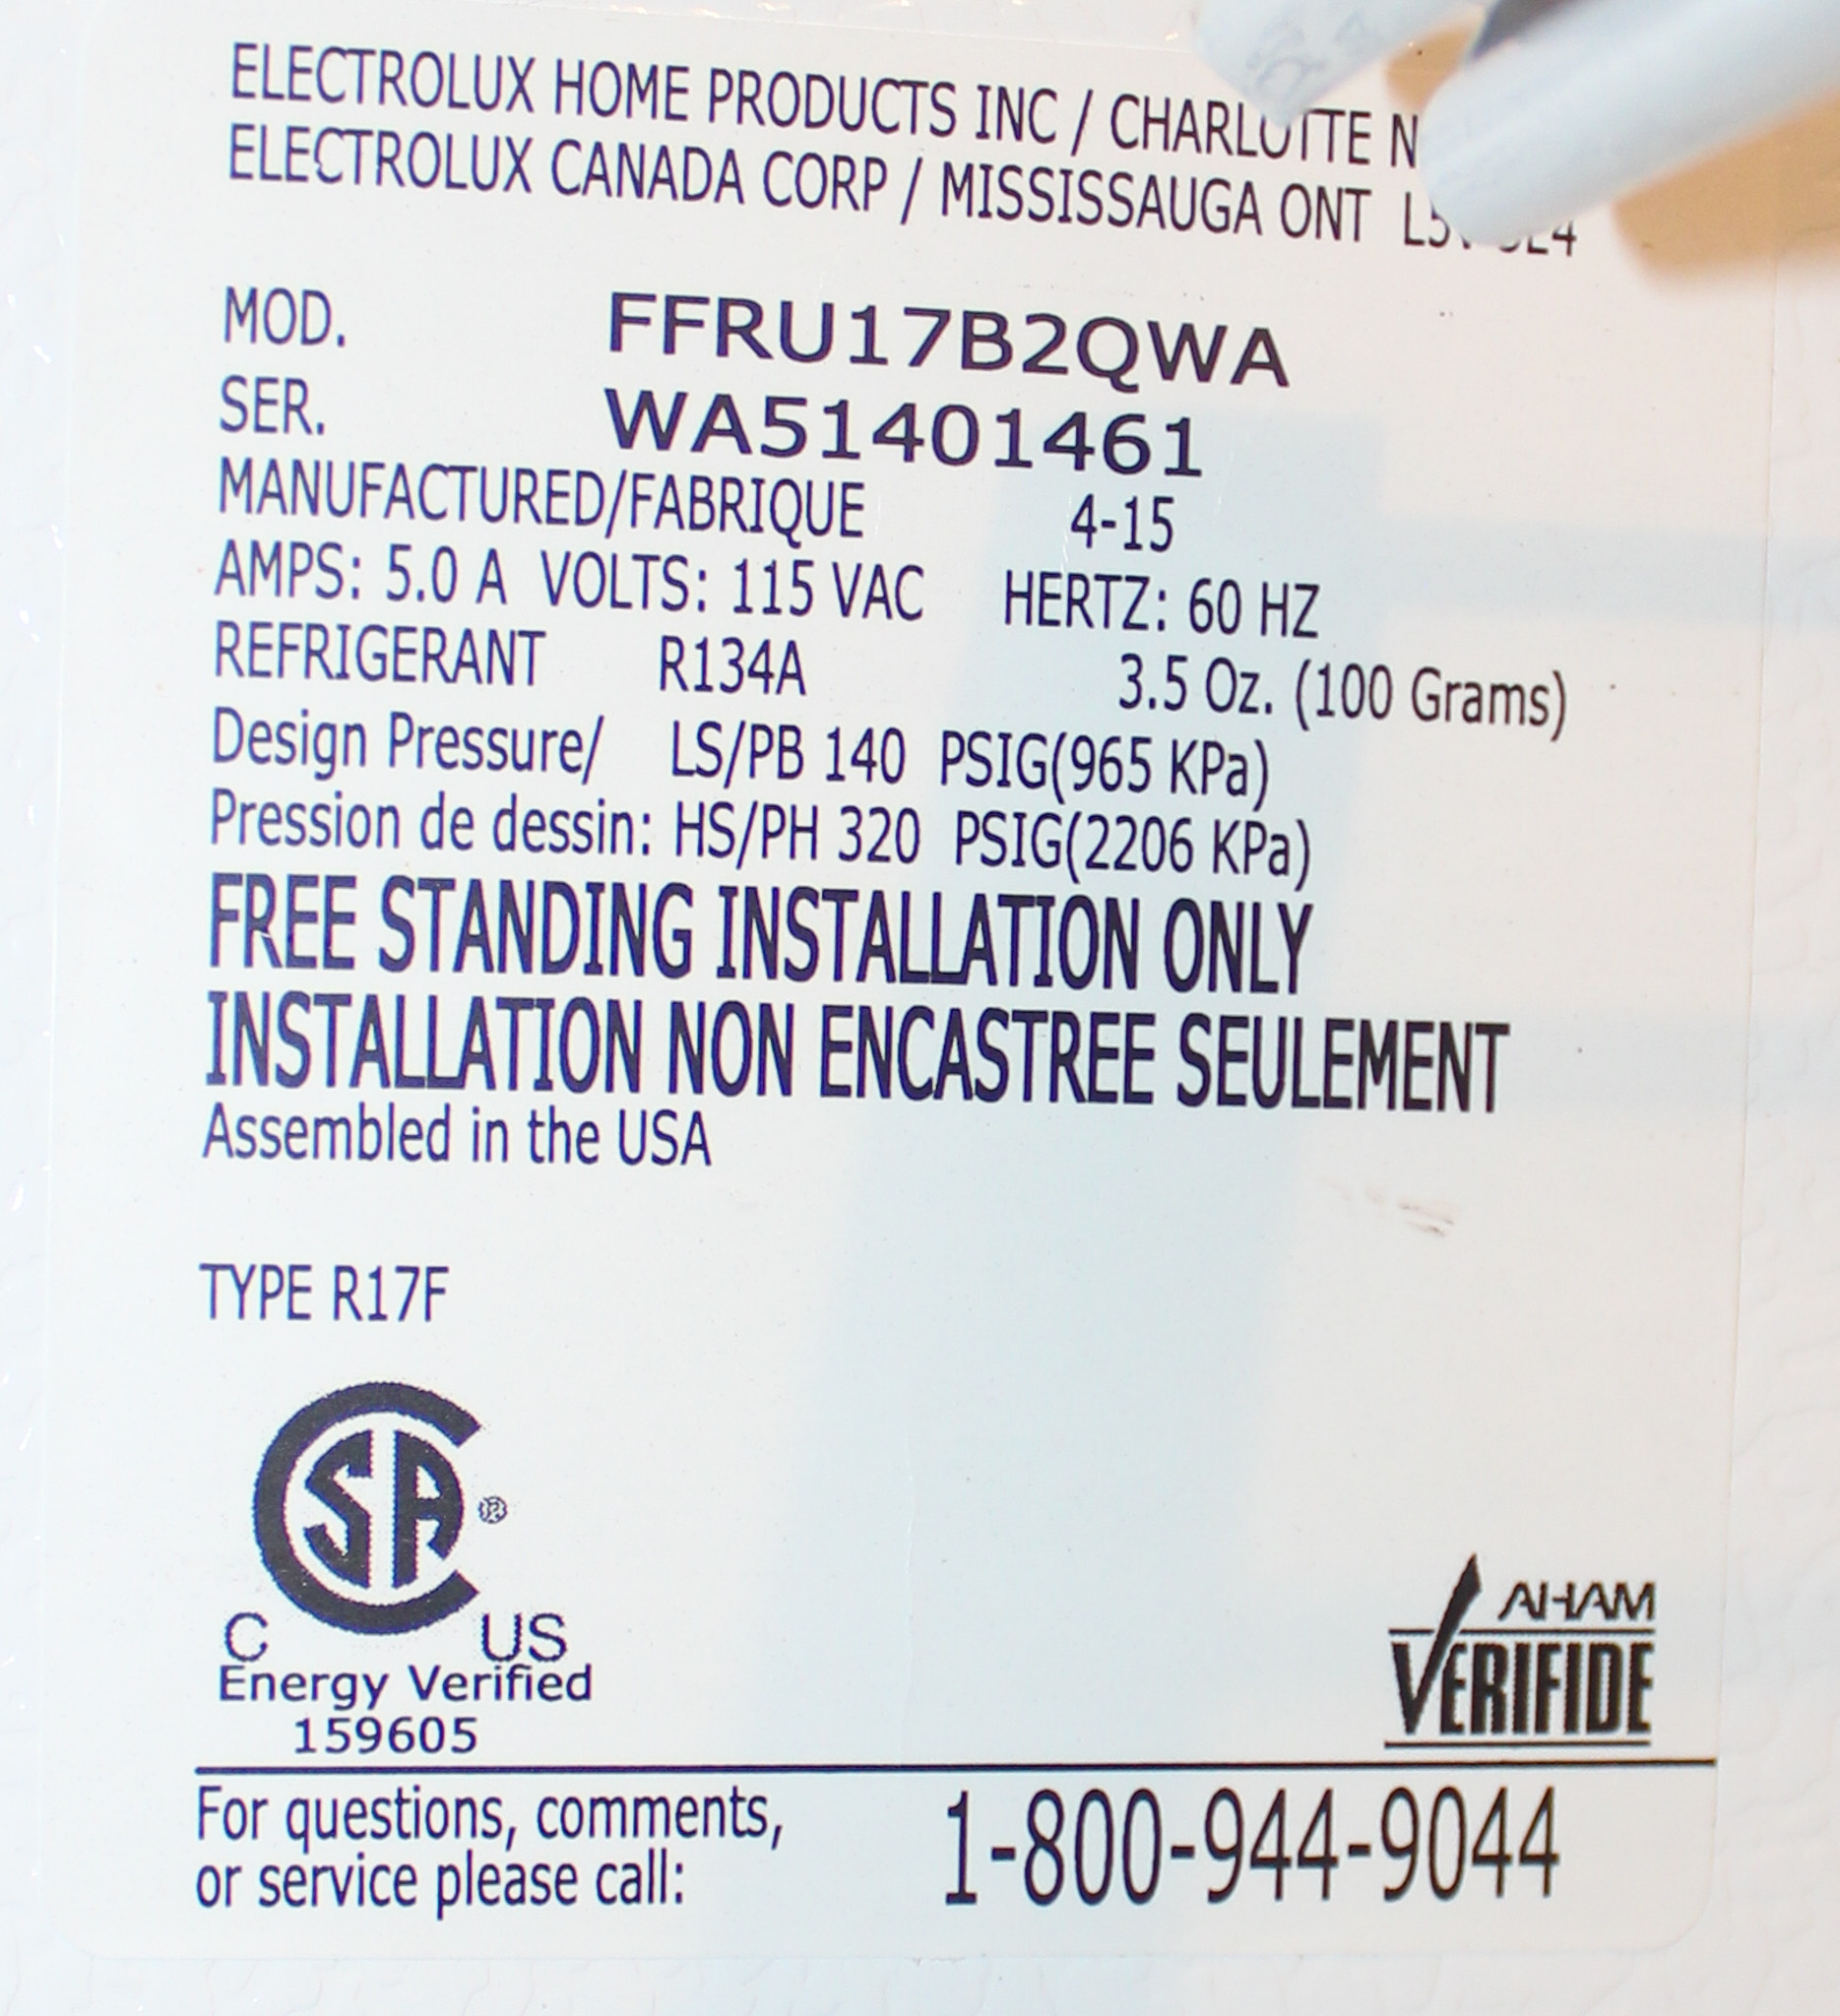 ELECTROLUX HOME PRODUCTS INC / CHARLOTTE
ELECTROLUX CANADA CORP / MISSISSAUGA ONT
MOD. FFRU17B2QWA
SER. WA51401461
MANUFACTURED/FABRIQUE 4-15
AMPS: 5.0 A VOLTS: 115 VAC HERTZ: 60 HZ
REFRIGERANT R134A 3.5 Oz. (100 Grams)
Design Pressure/ LS/PB 140 PSIG(965 KPa)
Pression de dessin: HS/PH 320 PSIG(2206 KPa)
FREE STANDING INSTALLATION ONLY
INSTALLATION NON ENCASTREE SEULEMENT
Assembled in the USA
TYPE R17F
CSA ®
C US
Energy Verified
159605
AHAM
VERIFIDE
For questions, comments,
or service please call: 1-800-944-9044